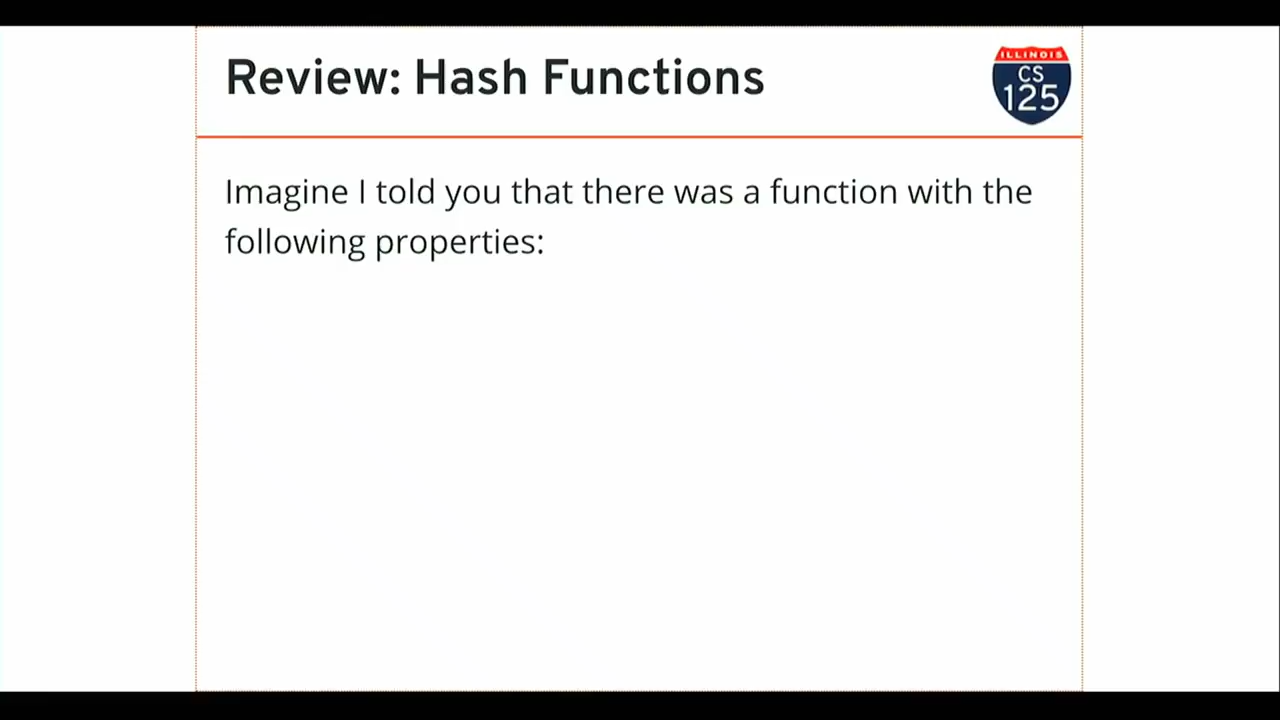 Review: Hash Functions
ILLINOIS
CS
125
Imagine I told you that there was a function with the
following properties: